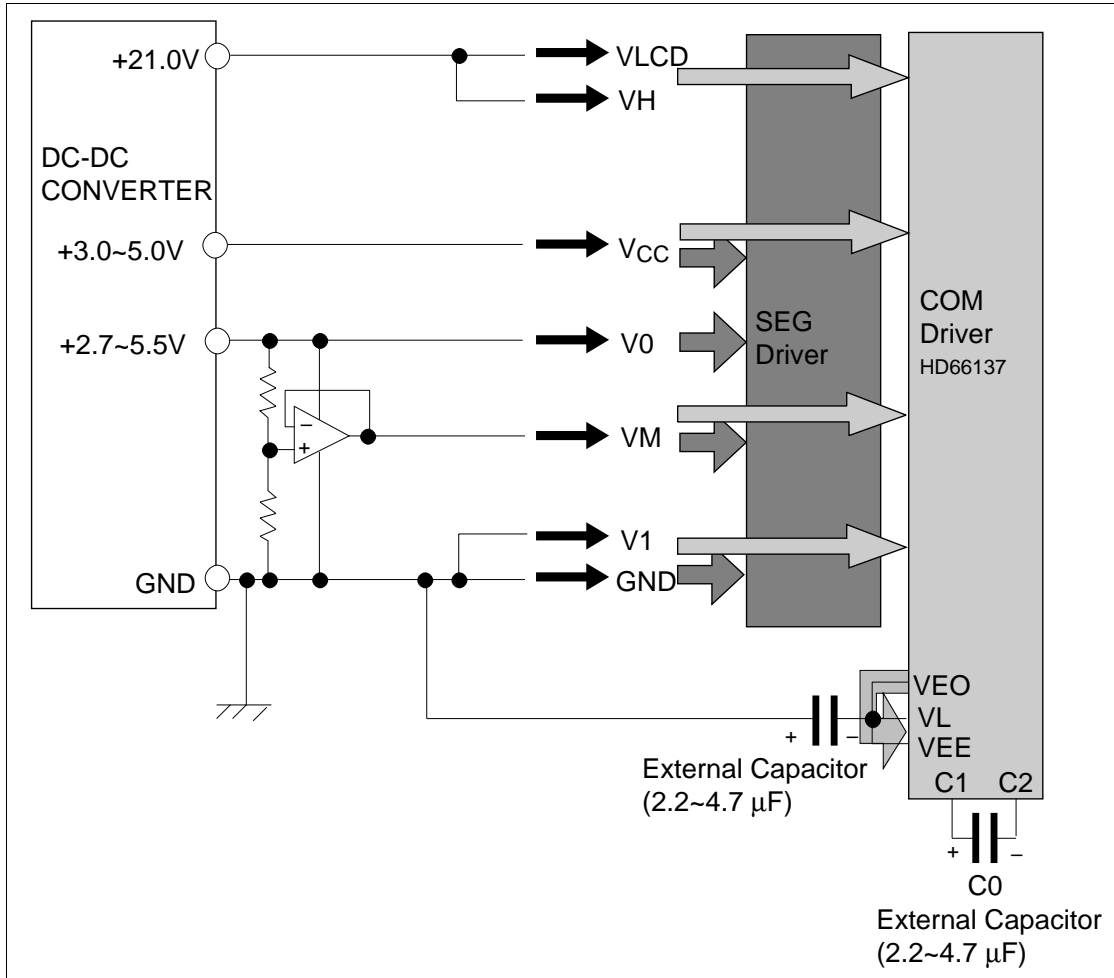 +21.0V
VLCD
VH
DC-DC
CONVERTER
+3.0~5.0V
VCC
+2.7~5.5V
V0
SEG
Driver
COM
Driver
HD66137
−
+
VM
V1
GND
GND
VEO
VL
VEE
+
−
External Capacitor
(2.2~4.7 μF)
C1
C2
+
−
C0
External Capacitor
(2.2~4.7 μF)